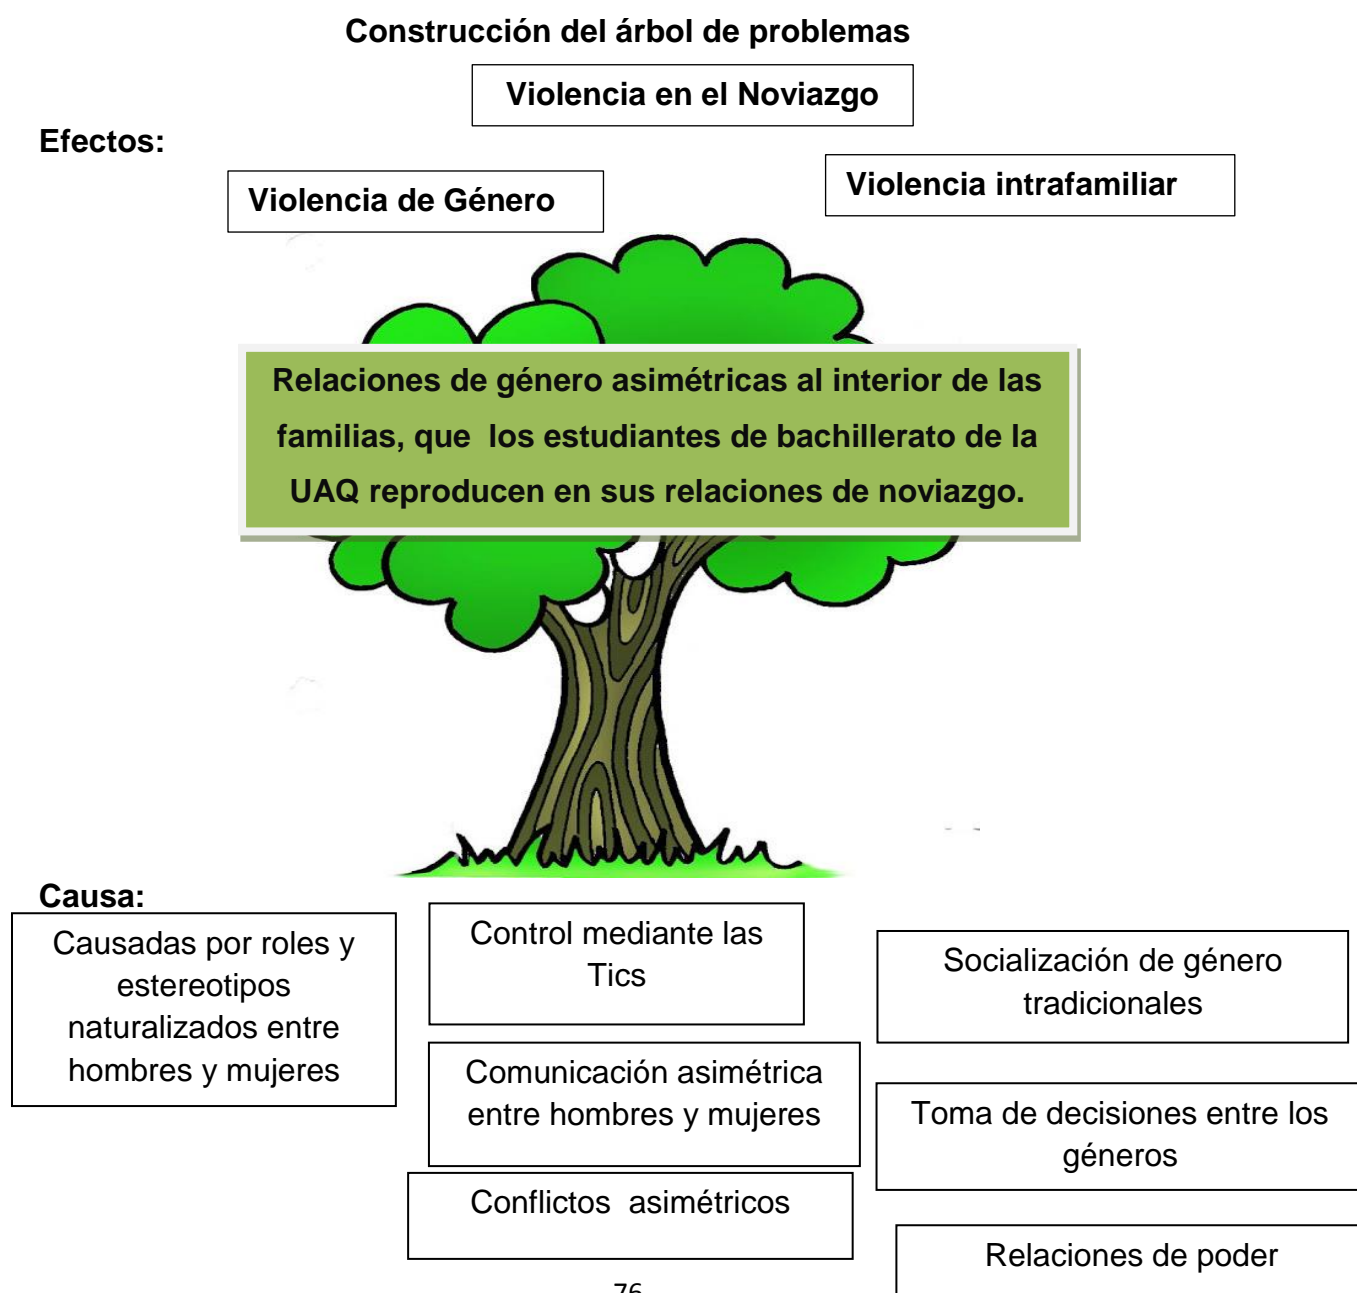 Construcción del árbol de problemas
Violencia en el Noviazgo
Efectos:
Violencia de Género
Violencia intrafamiliar
Relaciones de género asimétricas al interior de las
familias, que los estudiantes de bachillerato de la
UAQ reproducen en sus relaciones de noviazgo.
Causa:
Causadas por roles y
estereotipos
naturalizados entre
hombres y mujeres
Control mediante las
Tics
Comunicación asimétrica
entre hombres y mujeres
Conflictos asimétricos
Socialización de género
tradicionales
Toma de decisiones entre los
géneros
Relaciones de poder
76